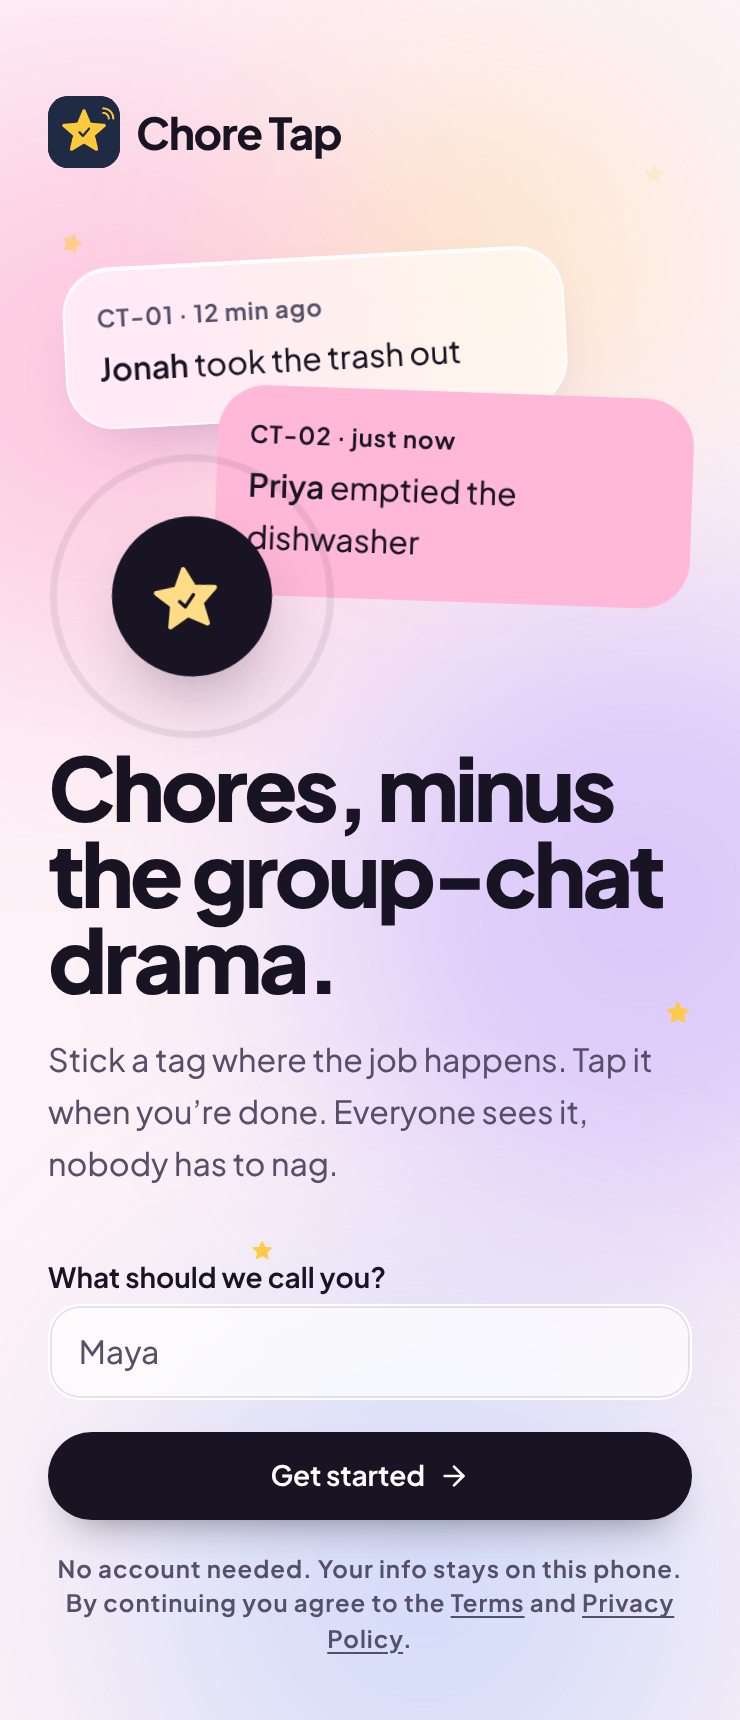 Chore Tap
CT-01 · 12 min ago
Jonah took the trash out
CT-02 · just now
Priya emptied the
dishwasher
Chores, minus
the group-chat
drama.
Stick a tag where the job happens. Tap it
when you’re done. Everyone sees it,
nobody has to nag.
What should we call you?
Maya
Get started →
No account needed. Your info stays on this phone.
By continuing you agree to the Terms and Privacy
Policy.